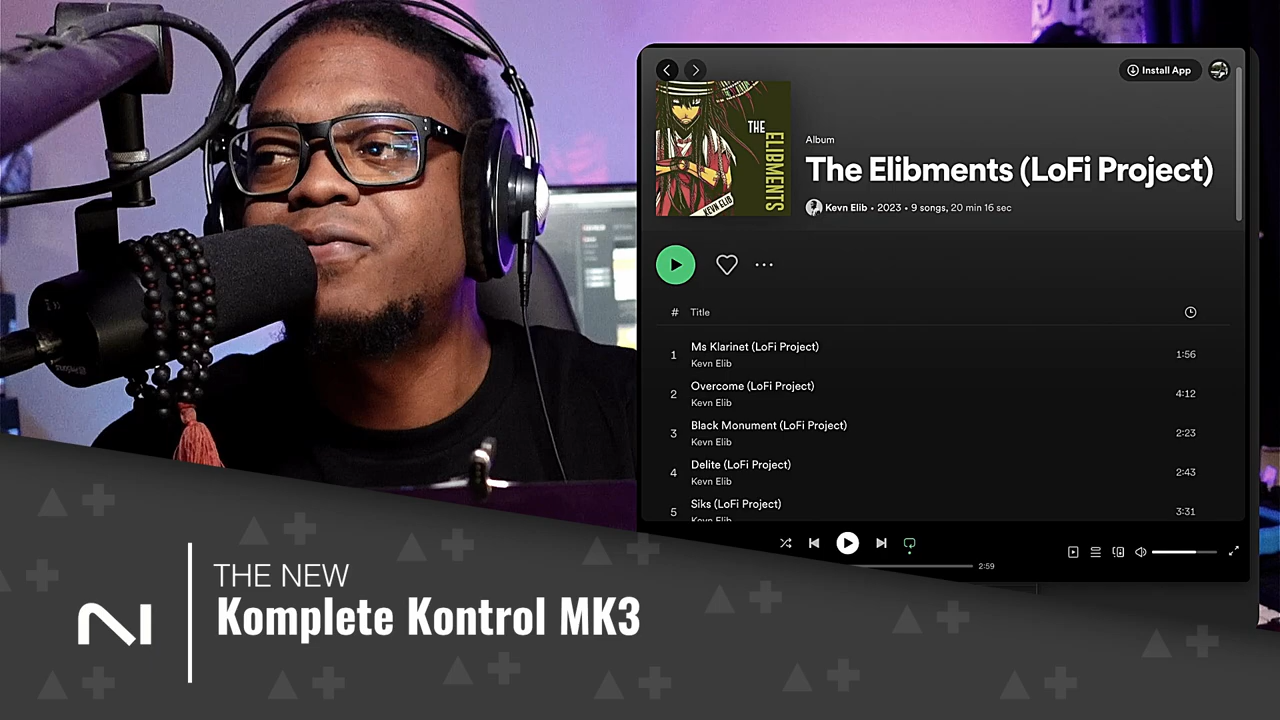 Install App
THE
ELIBMENTS
KEVN ELIB
Album
The Elibments (LoFi Project)
Kevn Elib • 2023 • 9 songs, 20 min 16 sec
# Title
1 Ms Klarinet (LoFi Project) 1:56
Kevn Elib
2 Overcome (LoFi Project) 4:12
Kevn Elib
3 Black Monument (LoFi Project) 2:23
Kevn Elib
4 Delite (LoFi Project) 2:43
Kevn Elib
5 Siks (LoFi Project) 3:31
Kevn Elib
2:59
THE NEW
Komplete Kontrol MK3